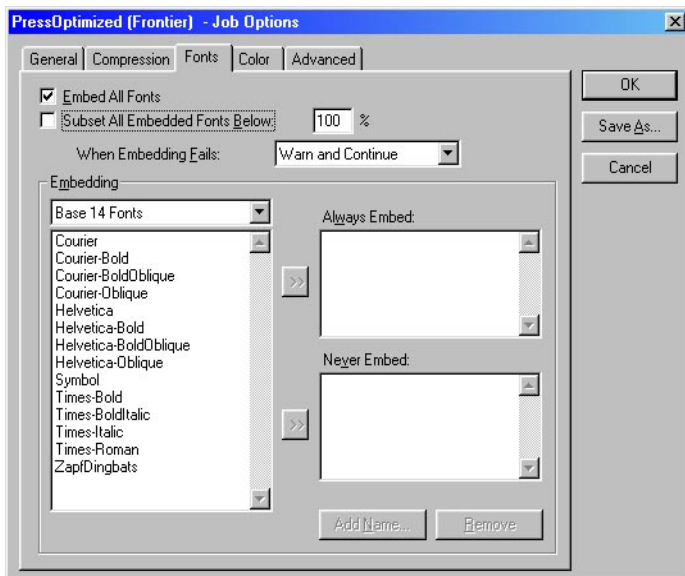 PressOptimized (Frontier) - Job Options
General Compression Fonts Color Advanced
OK
Save As...
Cancel
Embed All Fonts
Subset All Embedded Fonts Below: 100 %
When Embedding Fails: Warn and Continue
Embedding
Base 14 Fonts
Courier
Courier-Bold
Courier-BoldOblique
Courier-Oblique
Helvetica
Helvetica-Bold
Helvetica-BoldOblique
Helvetica-Oblique
Symbol
Times-Bold
Times-BoldItalic
Times-Italic
Times-Roman
ZapfDingbats
>>
>>
Always Embed:
Never Embed:
Add Name... Remove